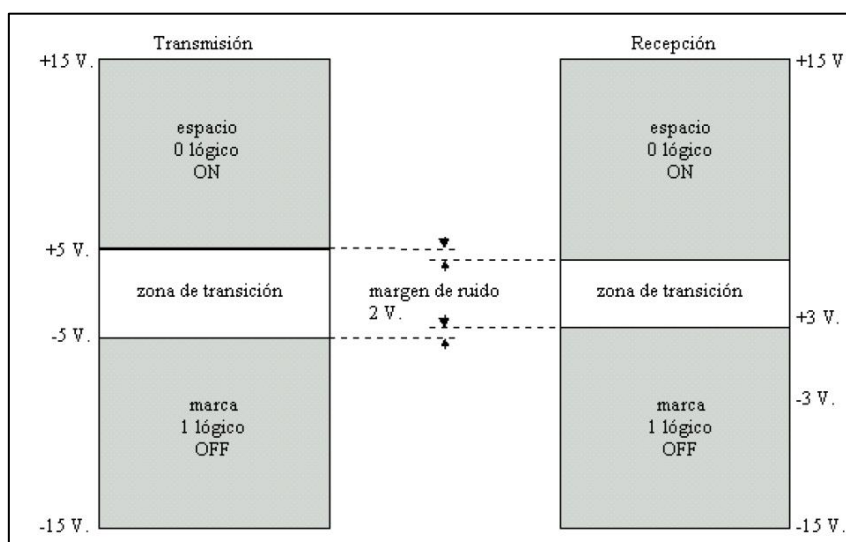 Transmisión
Recepción
+15 V.
+15 V
espacio
0 lógico
ON
espacio
0 lógico
ON
+5 V.
zona de transición
margen de ruido
2 V.
zona de transición
+3 V.
-5 V.
marca
1 lógico
OFF
marca
1 lógico
OFF
-3 V.
-15 V.
-15 V.